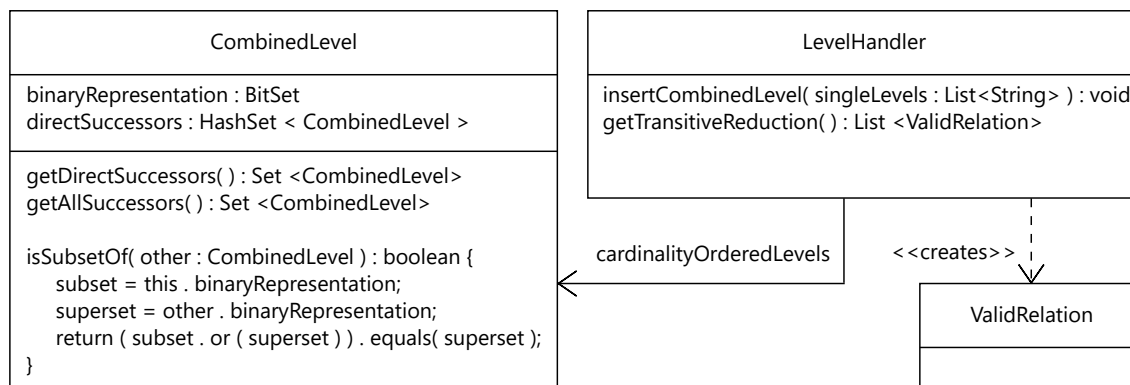 CombinedLevel
binaryRepresentation : BitSet
directSuccessors : HashSet < CombinedLevel >
getDirectSuccessors( ) : Set <CombinedLevel>
getAllSuccessors( ) : Set <CombinedLevel>
isSubsetOf( other : CombinedLevel ) : boolean {
subset = this . binaryRepresentation;
superset = other . binaryRepresentation;
return ( subset . or ( superset ) ) . equals( superset );
}
LevelHandler
insertCombinedLevel( singleLevels : List<String> ) : void
getTransitiveReduction( ) : List <ValidRelation>
cardinalityOrderedLevels
<<creates>>
ValidRelation